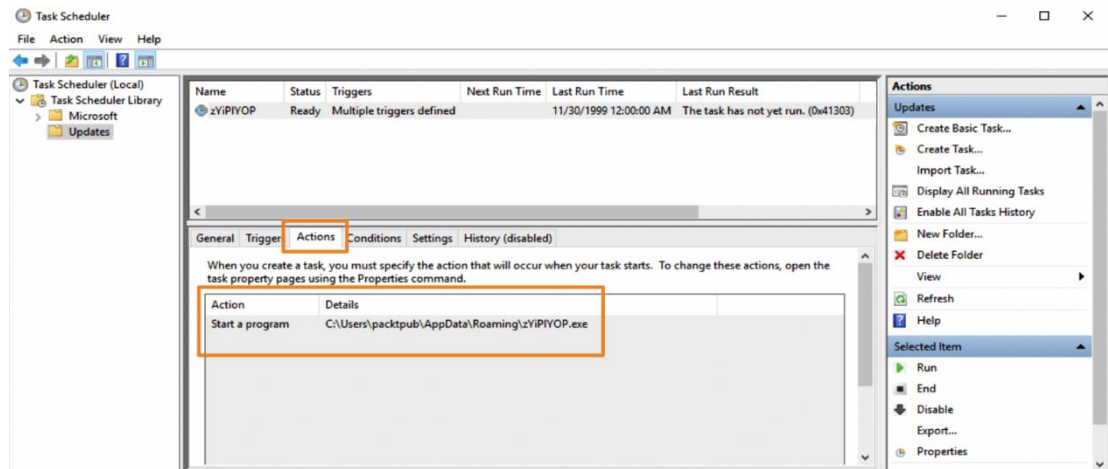 Task Scheduler
File Action View Help
Task Scheduler (Local)
Task Scheduler Library
Microsoft
Updates
Name Status Triggers Next Run Time Last Run Time Last Run Result
zYiPIYOP Ready Multiple triggers defined 11/30/1999 12:00:00 AM The task has not yet run. (0x41303)
General Triggers Actions Conditions Settings History (disabled)
When you create a task, you must specify the action that will occur when your task starts. To change these actions, open the
task property pages using the Properties command.
Action Details
Start a program C:\Users\packtpub\AppData\Roaming\zYiPIYOP.exe
Actions
Updates
Create Basic Task...
Create Task...
Import Task...
Display All Running Tasks
Enable All Tasks History
New Folder...
Delete Folder
View
Refresh
Help
Selected Item
Run
End
Disable
Export...
Properties